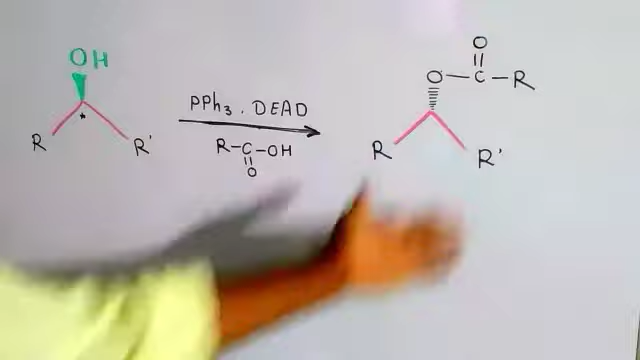 OH
*
R
R'
PPh₃ . DEAD
R-C-OH
O
O
O-C-R
R
R'